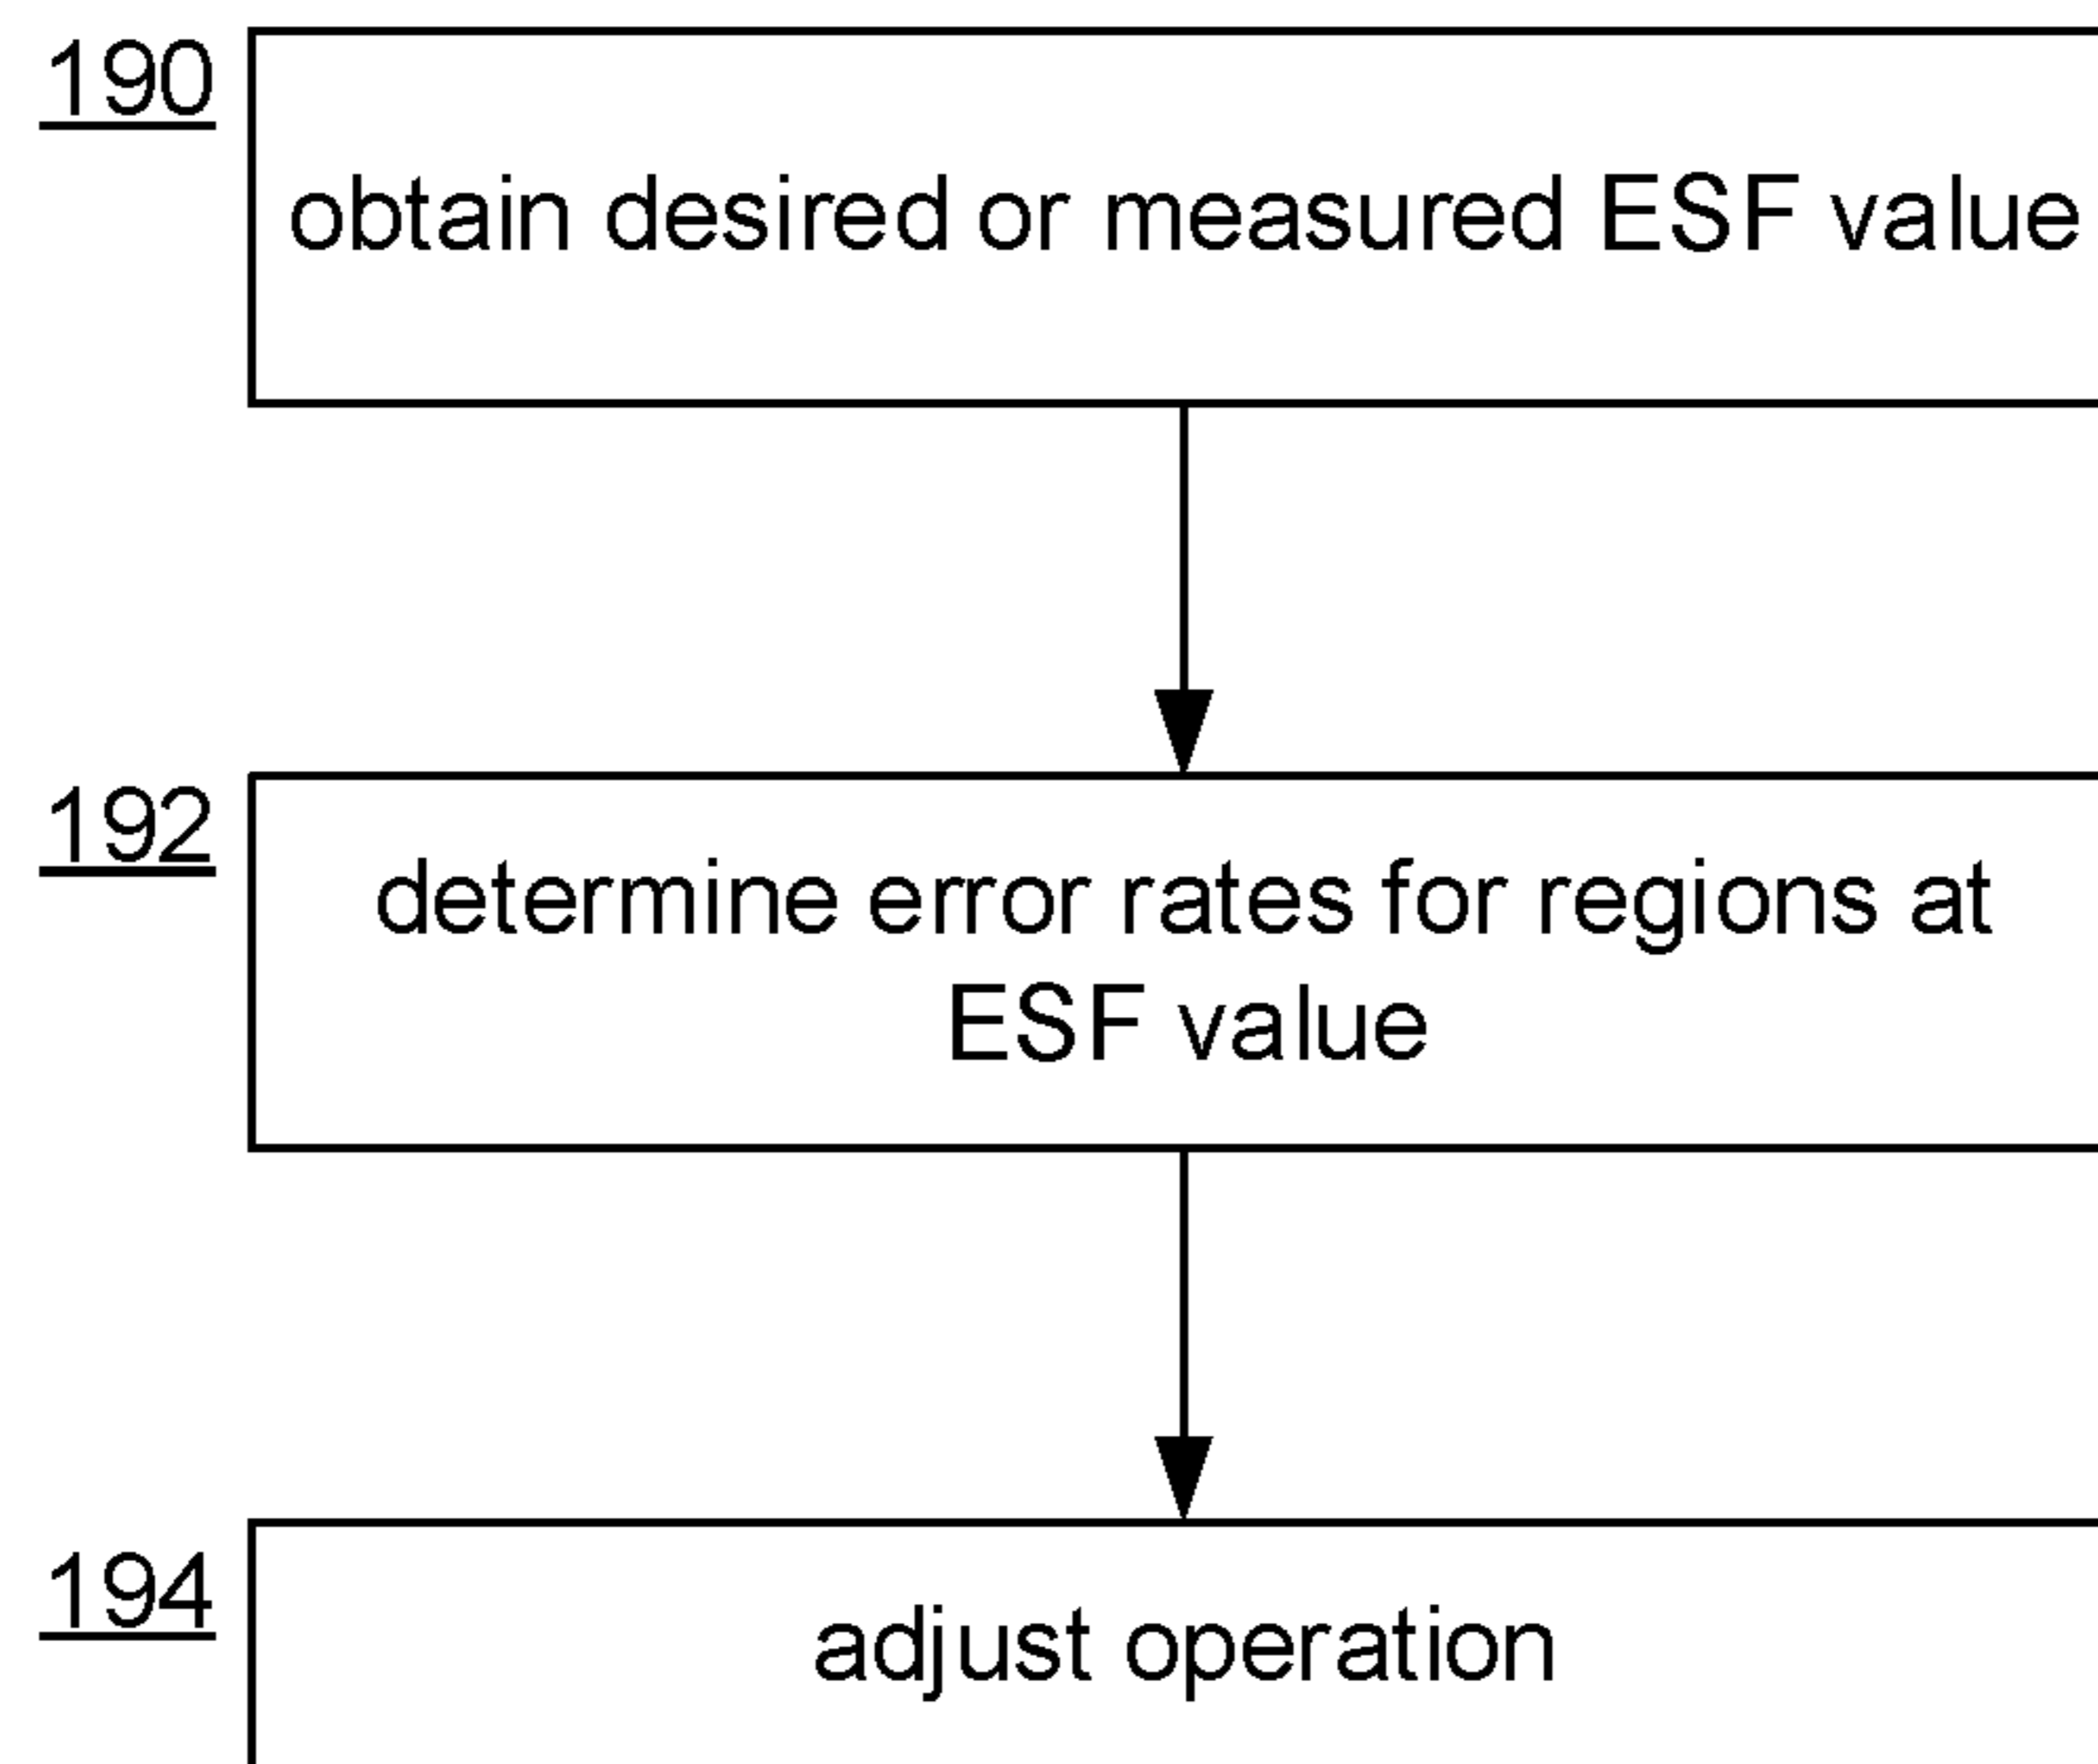 190
obtain desired or measured ESF value
192
determine error rates for regions at
ESF value
194
adjust operation